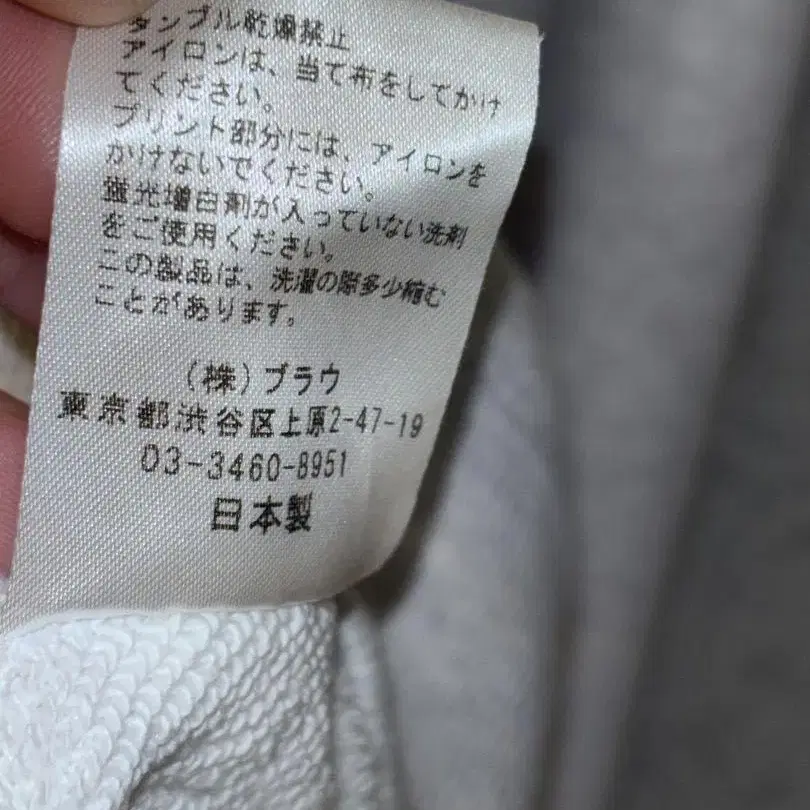 タンブル乾燥禁止
アイロンは、当て布をしてかけ
てください。
プリント部分には、アイロンを
かけないでください。
蛍光増白剤が入っていない洗剤
をご使用ください。
この製品は、洗濯の際多少縮む
ことがあります。
(株)ブラウ
東京都渋谷区上原2-47-19
03-3460-8951
日本製